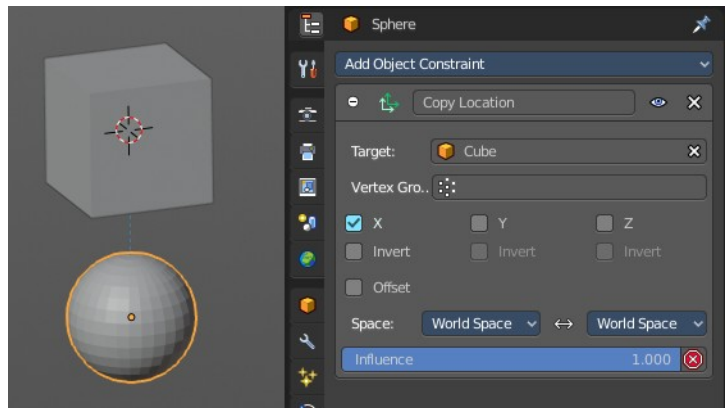 Sphere
Add Object Constraint
Copy Location
Target: Cube
Vertex Gro..
X Y Z
Invert Invert Invert
Offset
Space: World Space ↔ World Space
Influence 1.000